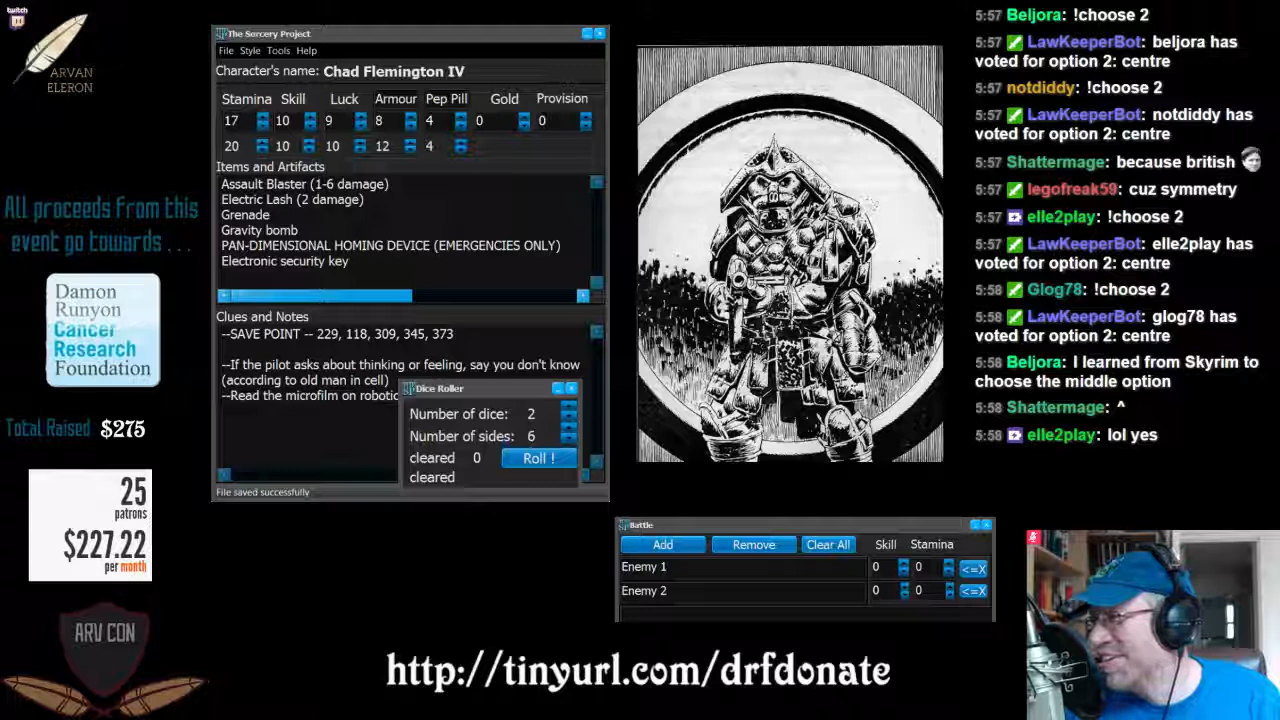 twitch
ARVAN
ELERON
All proceeds from this
event go towards . . .
Damon
Runyon
Cancer
Research
Foundation
Total Raised $275
25
patrons
$227.22
per month
ARV CON
The Sorcery Project
File Style Tools Help
Character's name: Chad Flemington IV
Stamina Skill Luck Armour Pep Pill Gold Provision
17 10 9 8 4 0 0
20 10 10 12 4
Items and Artifacts
Assault Blaster (1-6 damage)
Electric Lash (2 damage)
Grenade
Gravity bomb
PAN-DIMENSIONAL HOMING DEVICE (EMERGENCIES ONLY)
Electronic security key
Clues and Notes
--SAVE POINT -- 229, 118, 309, 345, 373
--If the pilot asks about thinking or feeling, say you don't know
(according to old man in cell)
--Read the microfilm on robotic
File saved successfully
Dice Roller
Number of dice: 2
Number of sides: 6
cleared 0 Roll !
cleared
Battle
Add Remove Clear All Skill Stamina
Enemy 1 0 0 <=X
Enemy 2 0 0 <=X
http://tinyurl.com/drfdonate
5:57 Beljora: !choose 2
5:57 LawKeeperBot: beljora has
voted for option 2: centre
5:57 notdiddy: !choose 2
5:57 LawKeeperBot: notdiddy has
voted for option 2: centre
5:57 Shattermage: because british
5:57 legofreak59: cuz symmetry
5:57 elle2play: !choose 2
5:57 LawKeeperBot: elle2play has
voted for option 2: centre
5:58 Glog78: !choose 2
5:58 LawKeeperBot: glog78 has
voted for option 2: centre
5:58 Beljora: I learned from Skyrim to
choose the middle option
5:58 Shattermage: ^
5:58 elle2play: lol yes